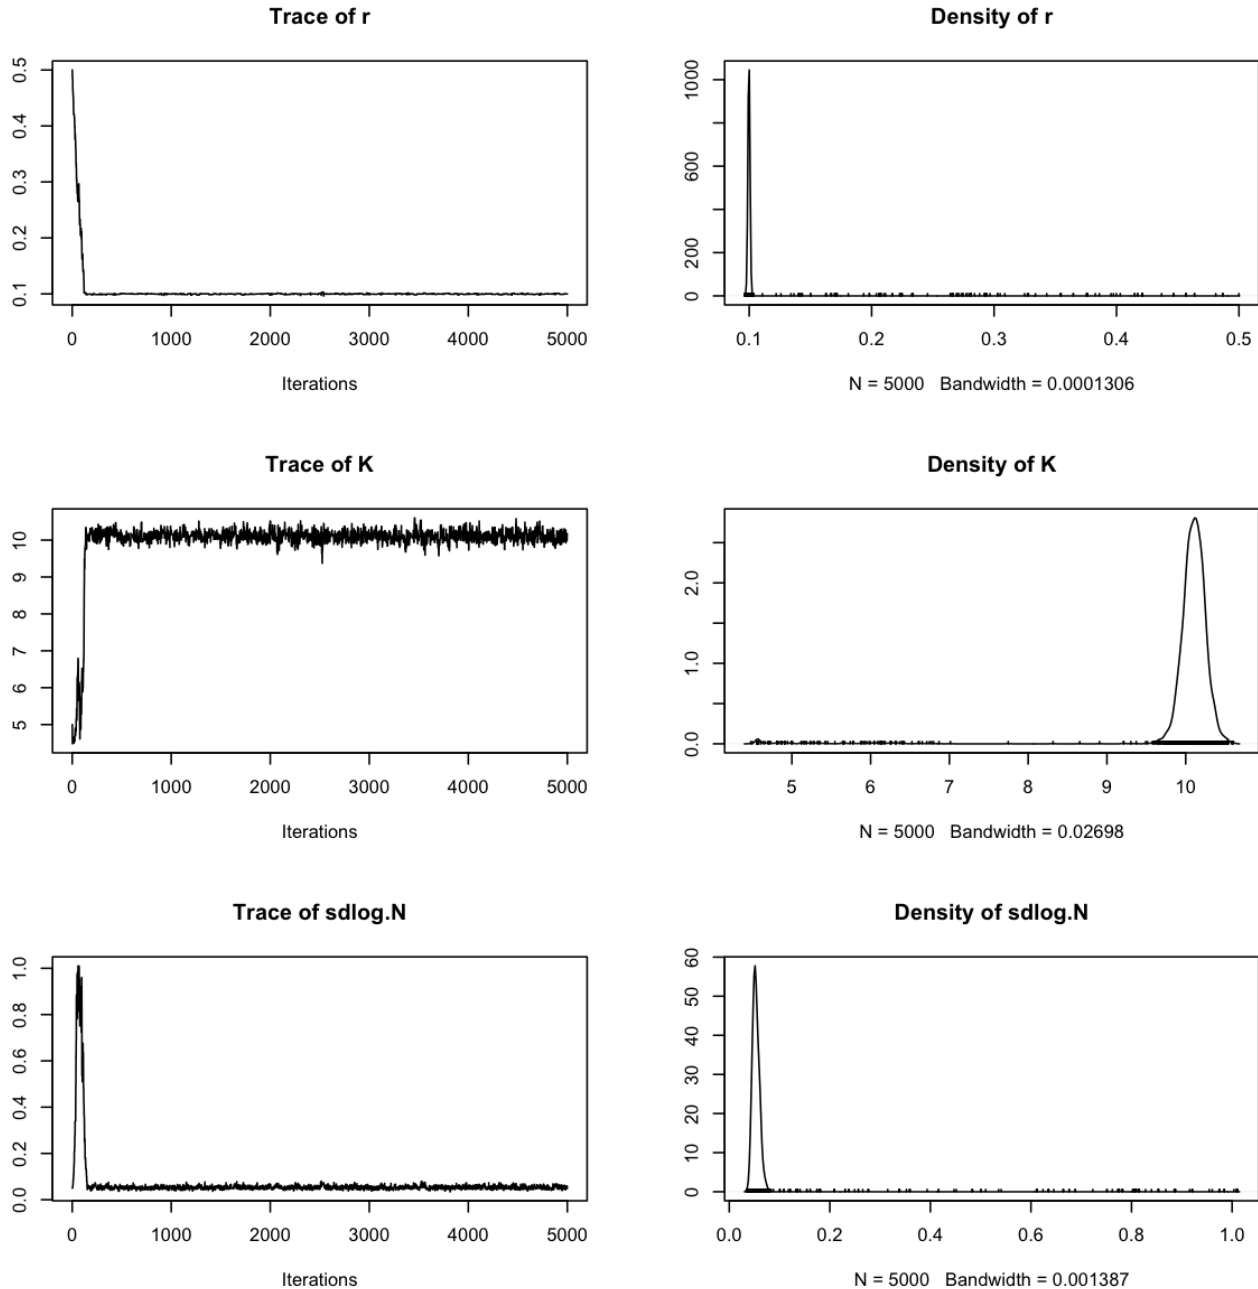 Trace of r
0.5
0.4
0.3
0.2
0.1
0 1000 2000 3000 4000 5000
Iterations
Density of r
1000
600
200
0
0.1 0.2 0.3 0.4 0.5
N = 5000 Bandwidth = 0.0001306
Trace of K
10
9
8
7
6
5
0 1000 2000 3000 4000 5000
Iterations
Density of K
2.0
1.0
0.0
5 6 7 8 9 10
N = 5000 Bandwidth = 0.02698
Trace of sdlog.N
1.0
0.8
0.6
0.4
0.2
0.0
0 1000 2000 3000 4000 5000
Iterations
Density of sdlog.N
60
50
40
30
20
10
0
0.0 0.2 0.4 0.6 0.8 1.0
N = 5000 Bandwidth = 0.001387